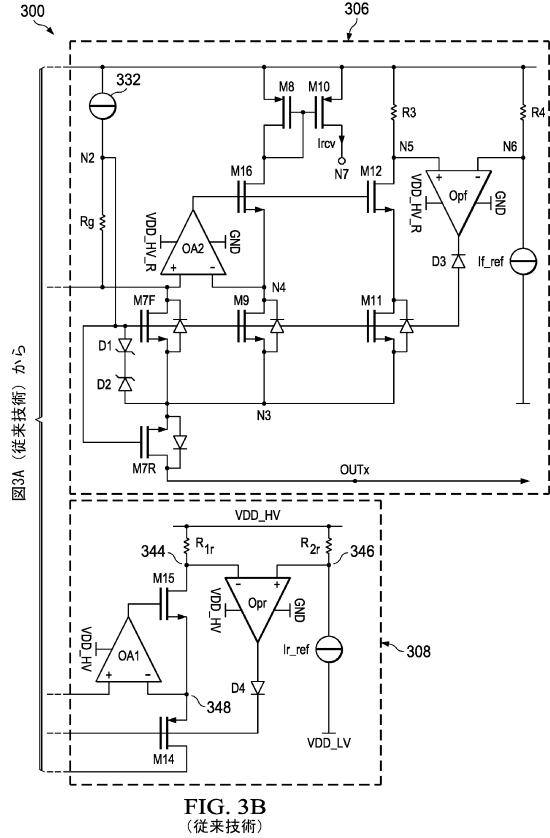 300
306
332
M8
M10
R3
R4
Ircv
N2
N5
N6
N7
M16
M12
Rg
VDD_HV_R
OA2
GND
+
-
VDD_HV_R
Opf
GND
+
-
D3
If_ref
N4
M7F
M9
M11
D1
D2
N3
M7R
OUTx
図3A（従来技術）から
VDD_HV
344
R1r
R2r
346
M15
-
+
VDD_HV
Opr
GND
VDD_HV
OA1
+
-
Ir_ref
308
D4
348
M14
VDD_LV
FIG. 3B
(従来技術)